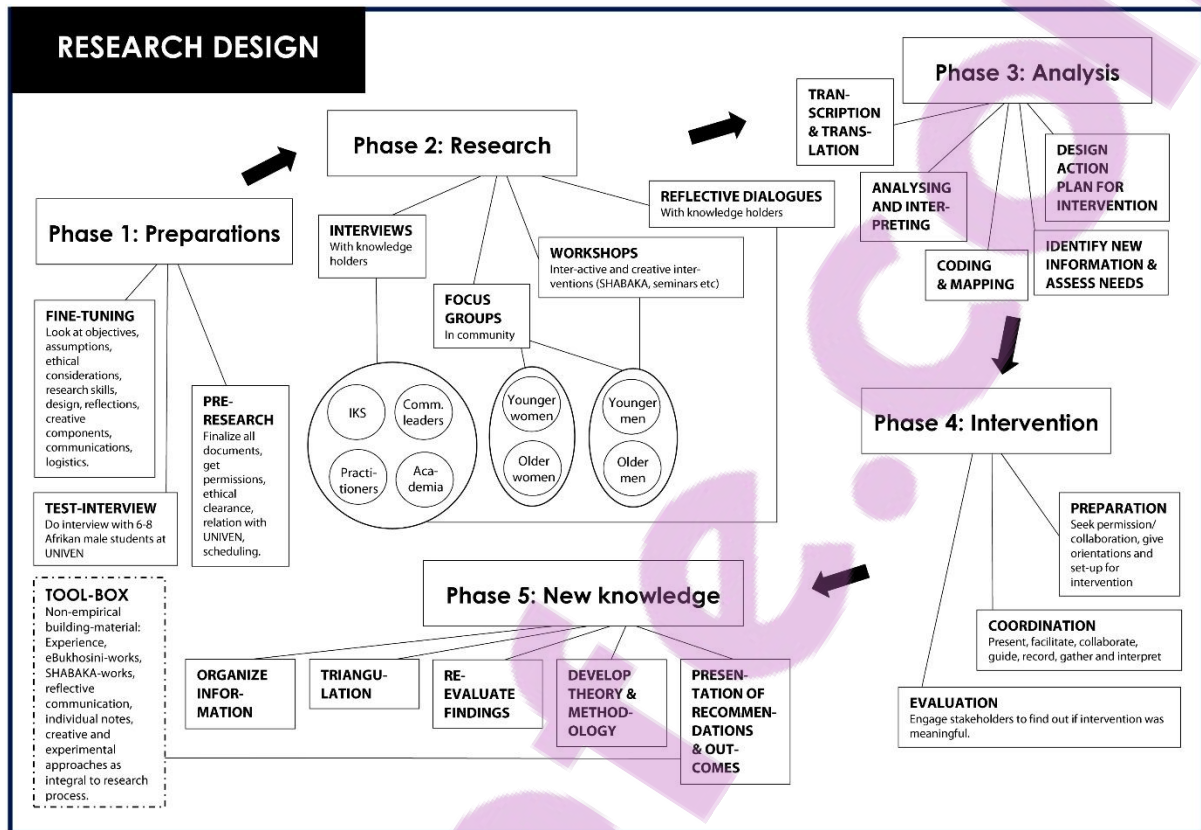 RESEARCH DESIGN
Phase 1: Preparations
FINE-TUNING
Look at objectives,
assumptions,
ethical
considerations,
research skills,
design, reflections,
creative
components,
communications,
logistics.
TEST-INTERVIEW
Do interview with 6-8
Afrikan male students at
UNIVEN
PRE-
RESEARCH
Finalize all
documents,
get
permissions,
ethical
clearance,
relation with
UNIVEN,
scheduling.
TOOL-BOX
Non-empirical
building-material:
Experience,
eBukhosini-works,
SHABAKA-works,
reflective
communication,
individual notes,
creative and
experimental
approaches as
integral to research
process.
Phase 2: Research
INTERVIEWS
With knowledge
holders
FOCUS
GROUPS
In community
WORKSHOPS
Inter-active and creative inter-
ventions (SHABAKA, seminars etc)
REFLECTIVE DIALOGUES
With knowledge holders
IKS
Comm.
leaders
Practi-
tioners
Aca-
demia
Younger
women
Older
women
Younger
men
Older
men
Phase 3: Analysis
TRAN-
SCRIPTION
& TRANS-
LATION
ANALYSING
AND INTER-
PRETING
CODING
& MAPPING
IDENTIFY NEW
INFORMATION &
ASSESS NEEDS
DESIGN
ACTION
PLAN FOR
INTERVENTION
Phase 4: Intervention
PREPARATION
Seek permission/
collaboration, give
orientations and
set-up for
intervention
COORDINATION
Present, facilitate, collaborate,
guide, record, gather and interpret
EVALUATION
Engage stakeholders to find out if intervention was
meaningful.
Phase 5: New knowledge
ORGANIZE
INFOR-
MATION
TRIANGU-
LATION
RE-
EVALUATE
FINDINGS
DEVELOP
THEORY &
METHOD-
OLOGY
PRESEN-
TATION OF
RECOMMEN-
DATIONS
& OUT-
COMES